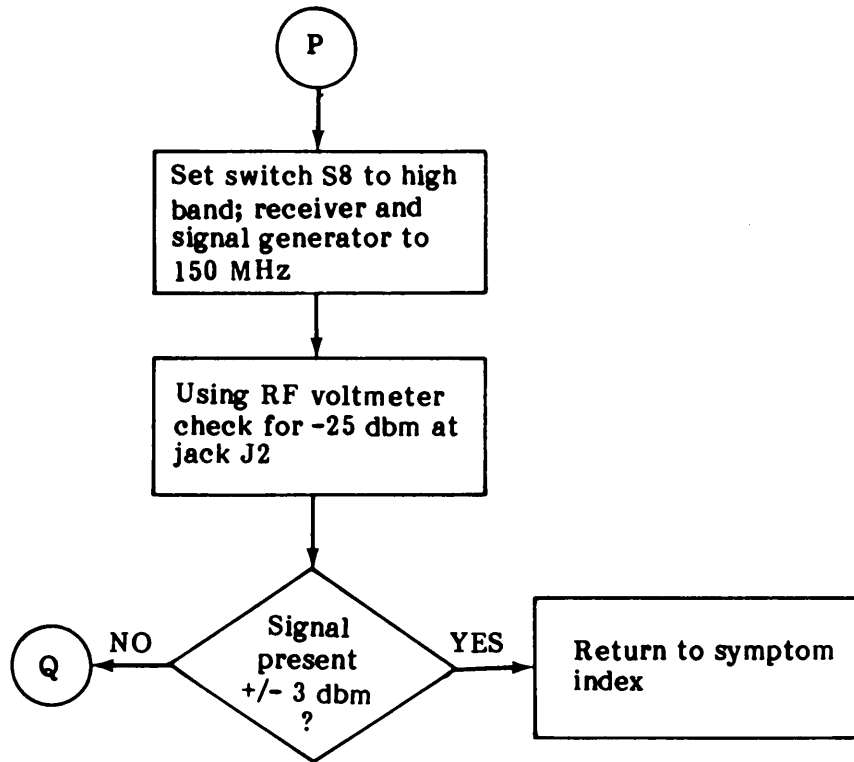 P
Set switch S8 to high
band; receiver and
signal generator to
150 MHz
Using RF voltmeter
check for -25 dbm at
jack J2
Signal
present
+/- 3 dbm
?
NO
Q
YES
Return to symptom
index